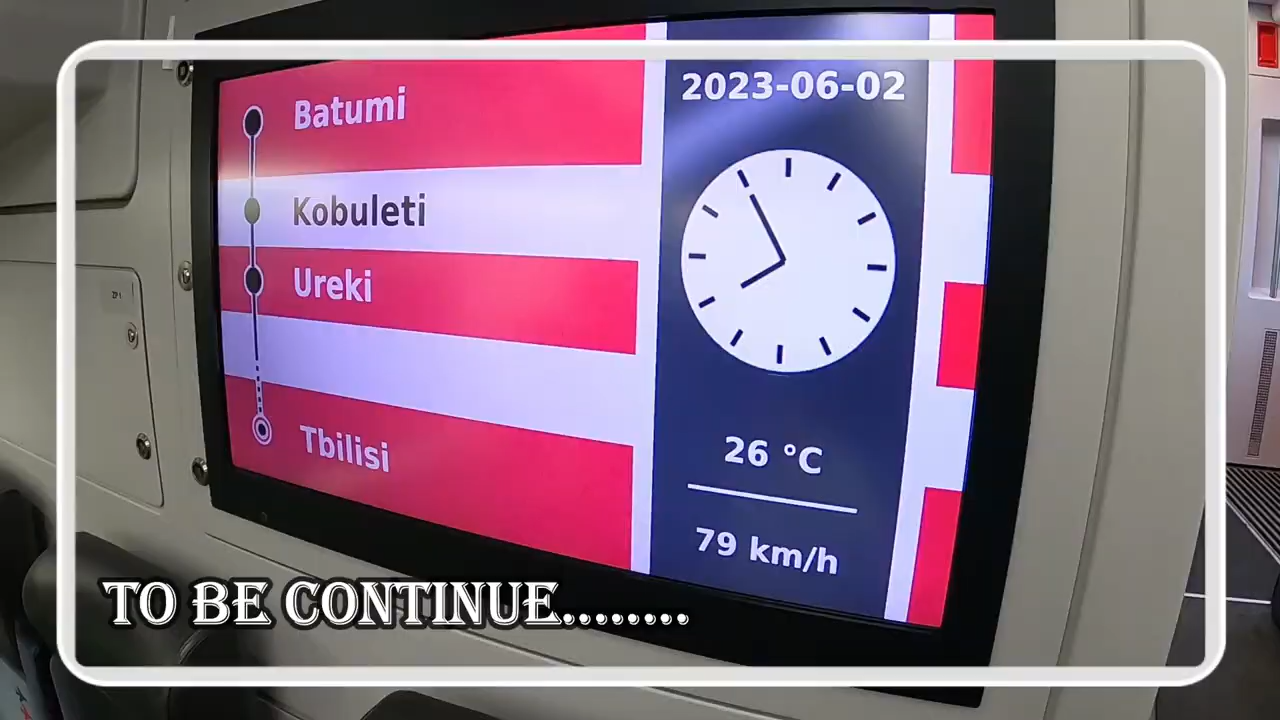 Batumi
Kobuleti
Ureki
Tbilisi
2023-06-02
26 °C
79 km/h
TO BE CONTINUE........